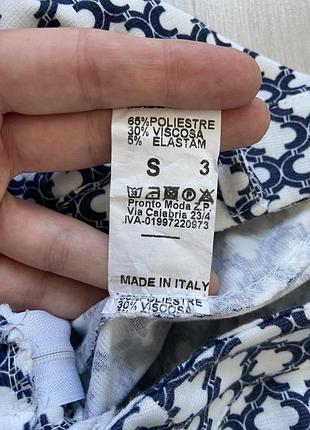 65%POLIESTRE
30% VISCOSA
5% ELASTAM
S 3
Pronto Moda Z.P.
Via Calabria 23/4
.IVA-01997220973
MADE IN ITALY
POLIESTRE
30% VISCOSA